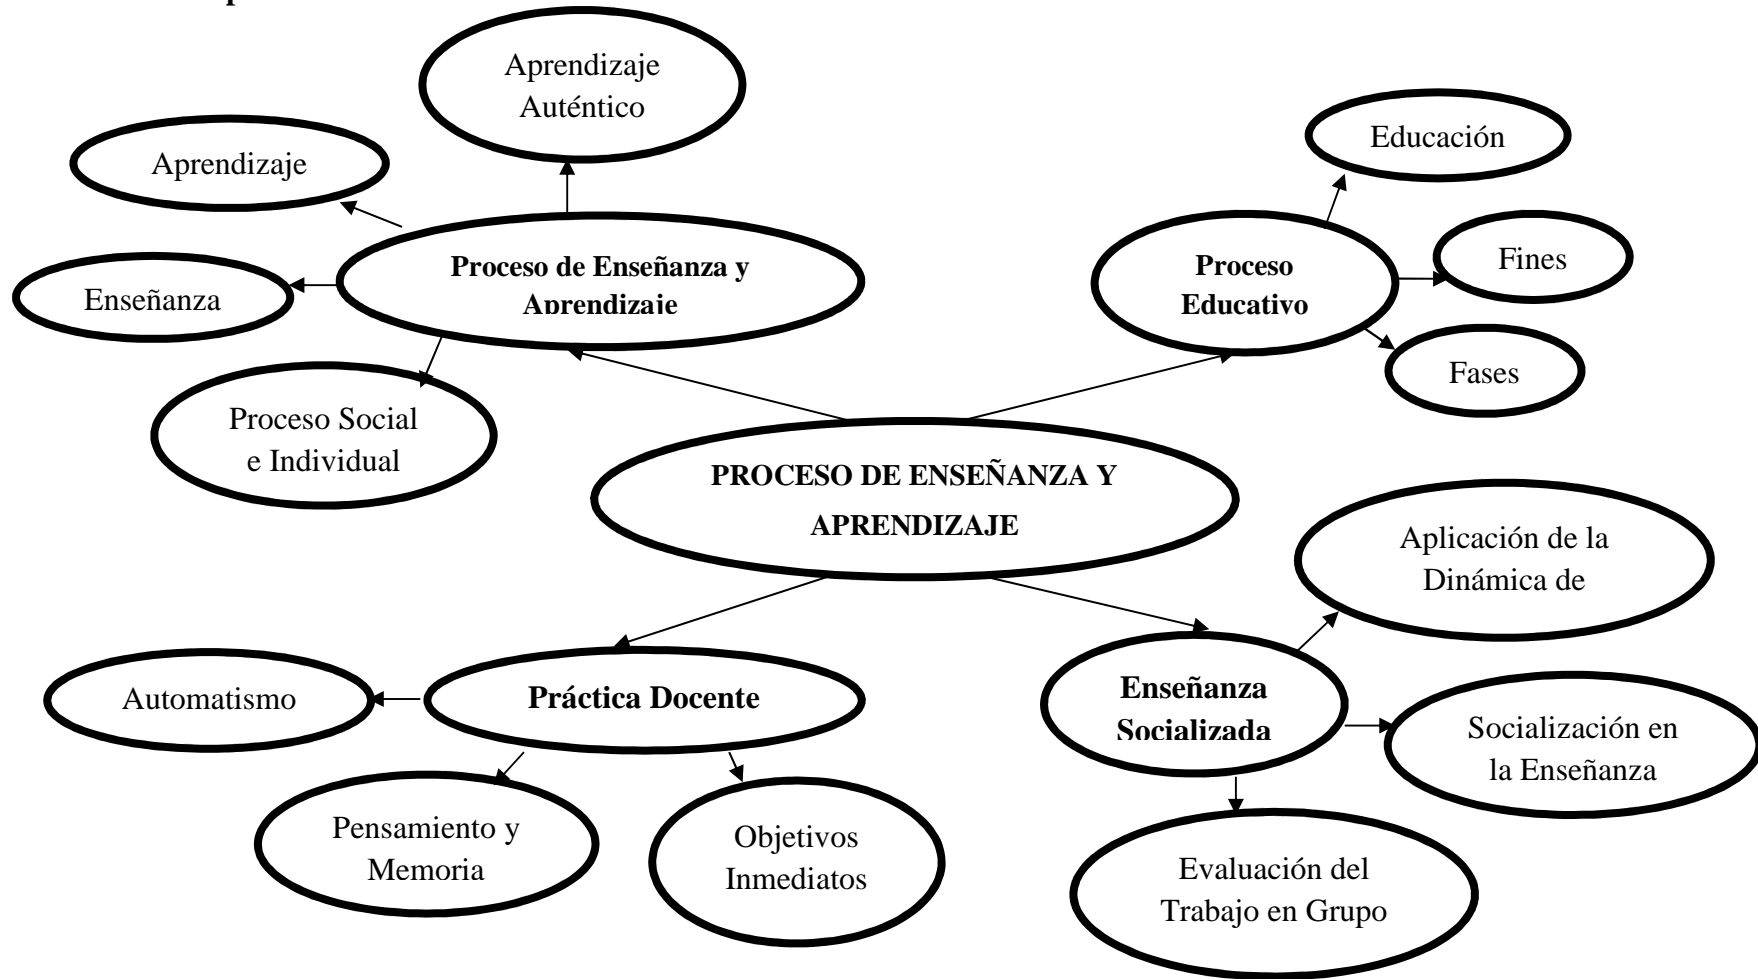 Aprendizaje
Auténtico
Aprendizaje
Enseñanza
Proceso de Enseñanza y
Aprendizaje
Proceso Social
e Individual
Educación
Proceso
Educativo
Fines
Fases
PROCESO DE ENSEÑANZA Y
APRENDIZAJE
Aplicación de la
Dinámica de
Automatismo
Práctica Docente
Enseñanza
Socializada
Socialización en
la Enseñanza
Pensamiento y
Memoria
Objetivos
Inmediatos
Evaluación del
Trabajo en Grupo